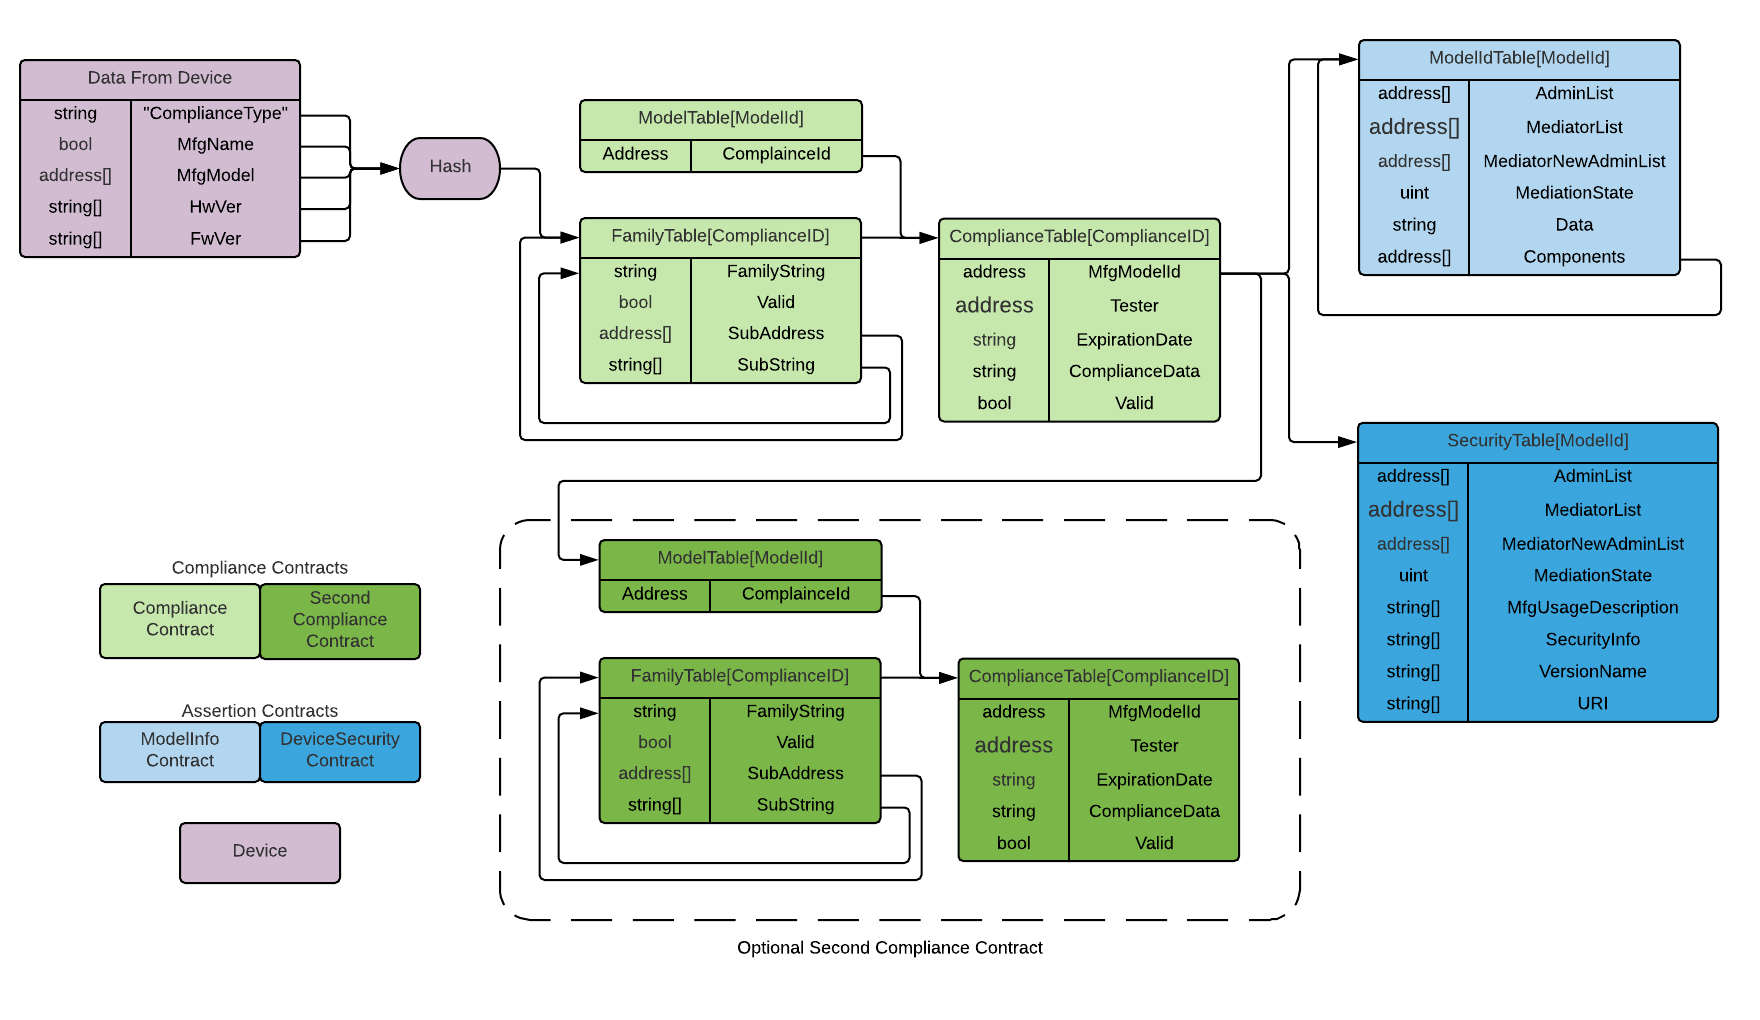 Data From Device
string "ComplianceType"
bool MfgName
address[] MfgModel
string[] HwVer
string[] FwVer
Hash
ModelTable[ModelId]
Address ComplainceId
FamilyTable[ComplianceID]
string FamilyString
bool Valid
address[] SubAddress
string[] SubString
ComplianceTable[ComplianceID]
address MfgModelId
address Tester
string ExpirationDate
string ComplianceData
bool Valid
ModelIdTable[ModelId]
address[] AdminList
address[] MediatorList
address[] MediatorNewAdminList
uint MediationState
string Data
address[] Components
SecurityTable[ModelId]
address[] AdminList
address[] MediatorList
address[] MediatorNewAdminList
uint MediationState
string[] MfgUsageDescription
string[] SecurityInfo
string[] VersionName
string[] URI
ModelTable[ModelId]
Address ComplainceId
FamilyTable[ComplianceID]
string FamilyString
bool Valid
address[] SubAddress
string[] SubString
ComplianceTable[ComplianceID]
address MfgModelId
address Tester
string ExpirationDate
string ComplianceData
bool Valid
Optional Second Compliance Contract
Compliance Contracts
Compliance
Contract
Second
Compliance
Contract
Assertion Contracts
ModelInfo
Contract
DeviceSecurity
Contract
Device